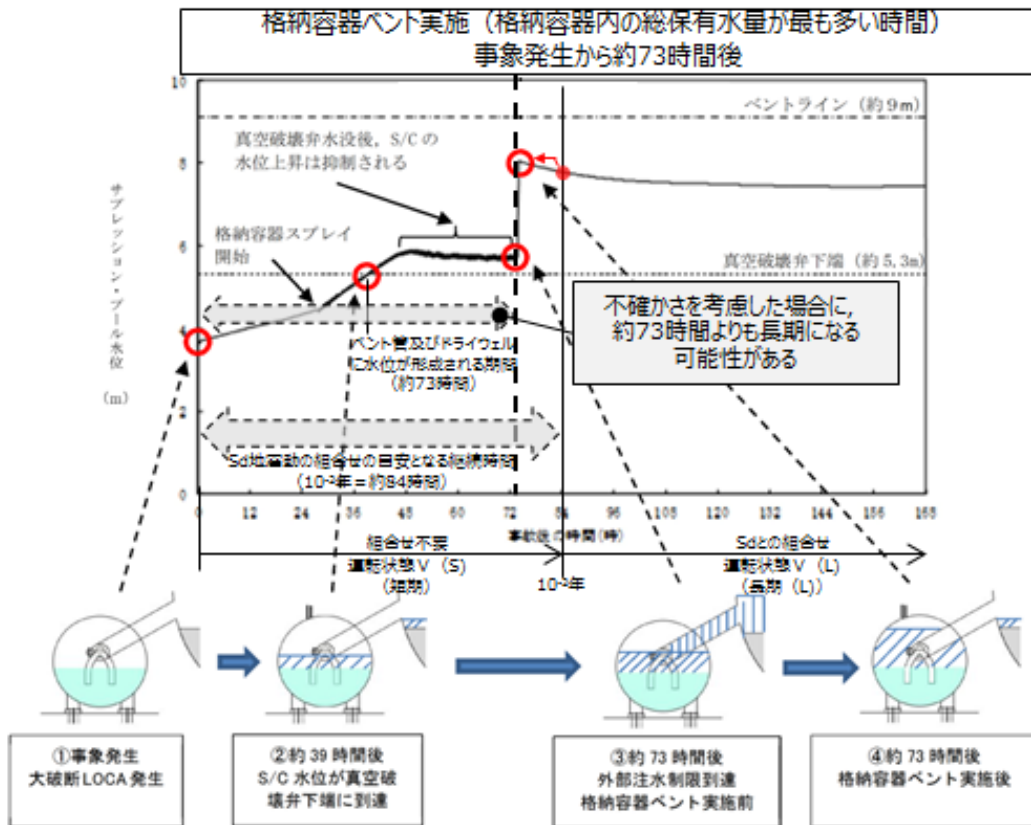 格納容器ベント実施（格納容器内の総保有水量が最も多い時間）
事象発生から約73時間後
10
ベントライン（約9m）
真空破壊弁水没後，S/Cの
水位上昇は抑制される
8
格納容器スプレイ
開始
6
真空破壊弁下端（約5.3m）
不確かさを考慮した場合に，
約73時間よりも長期になる
可能性がある
サプレッション・プール水位
（m）
4
ベント管及びドライウェル
に水位が形成される期間
（約73時間）
2
Sd地震動の組合せの目安となる継続時間
（10⁻²年＝約84時間）
0
0 12 24 36 48 60 72 84 96 108 120 132 144 156 168
事故後の時間（時）
組合せ不要
運転状態Ⅴ（S）
（短期）
10⁻²年
Sdとの組合せ
運転状態Ⅴ（L）
（長期（L））
①事象発生
大破断LOCA発生
②約39時間後
S/C水位が真空破
壊弁下端に到達
③約73時間後
外部注水制限到達
格納容器ベント実施前
④約73時間後
格納容器ベント実施後